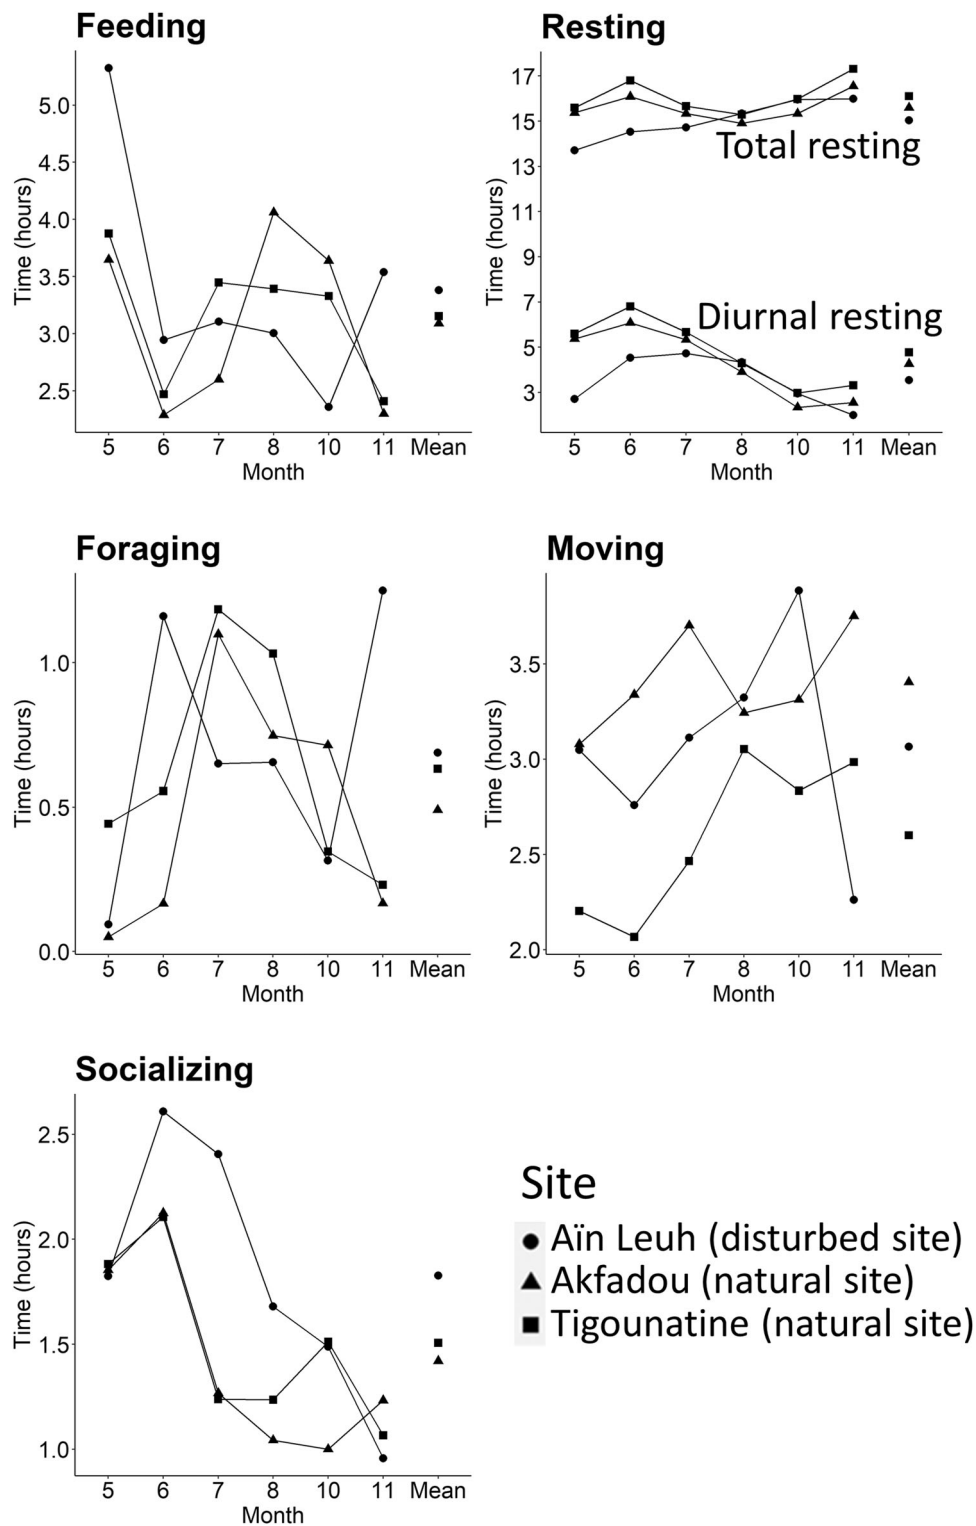 Feeding
Time (hours)
5.0
4.5
4.0
3.5
3.0
2.5
5 6 7 8 10 11 Mean
Month
Resting
Time (hours)
17
15
13
11
9
7
5
3
Total resting
Diurnal resting
5 6 7 8 10 11 Mean
Month
Foraging
Time (hours)
1.0
0.5
0.0
5 6 7 8 10 11 Mean
Month
Moving
Time (hours)
3.5
3.0
2.5
2.0
5 6 7 8 10 11 Mean
Month
Socializing
Time (hours)
2.5
2.0
1.5
1.0
5 6 7 8 10 11 Mean
Month
Site
Aïn Leuh (disturbed site)
Akfadou (natural site)
Tigounatine (natural site)